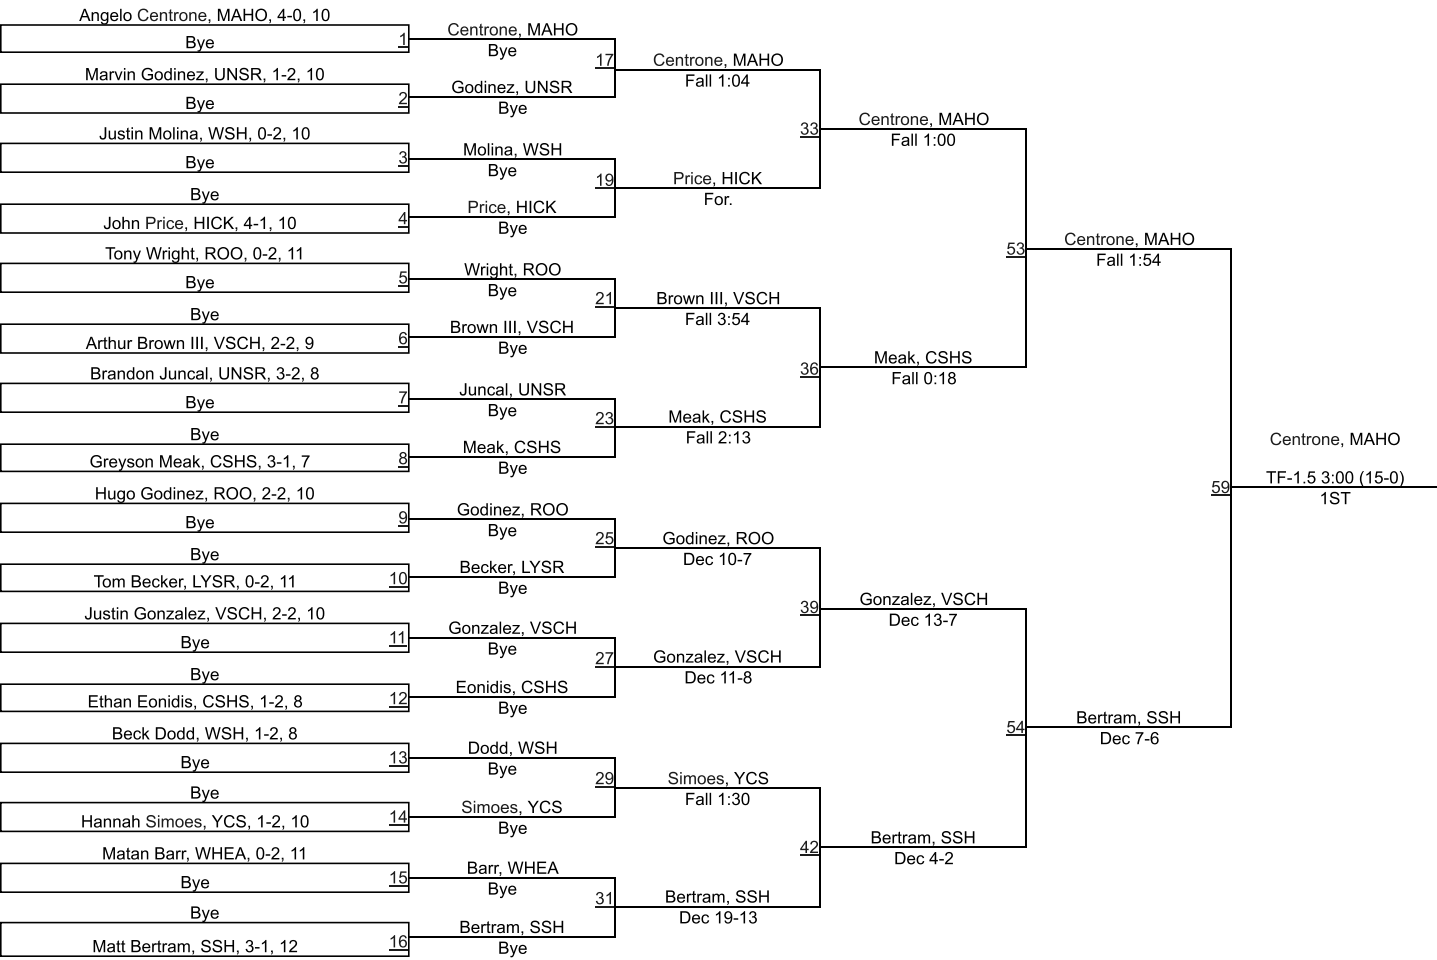 Angelo Centrone, MAHO, 4-0, 10
Bye
1
Marvin Godinez, UNSR, 1-2, 10
Bye
2
Justin Molina, WSH, 0-2, 10
Bye
3
Bye
John Price, HICK, 4-1, 10
4
Tony Wright, ROO, 0-2, 11
Bye
5
Bye
Arthur Brown III, VSCH, 2-2, 9
6
Brandon Juncal, UNSR, 3-2, 8
Bye
7
Bye
Greyson Meak, CSHS, 3-1, 7
8
Hugo Godinez, ROO, 2-2, 10
Bye
9
Bye
Tom Becker, LYSR, 0-2, 11
10
Justin Gonzalez, VSCH, 2-2, 10
Bye
11
Bye
Ethan Eonidis, CSHS, 1-2, 8
12
Beck Dodd, WSH, 1-2, 8
Bye
13
Bye
Hannah Simoes, YCS, 1-2, 10
14
Matan Barr, WHEA, 0-2, 11
Bye
15
Bye
Matt Bertram, SSH, 3-1, 12
16
Centrone, MAHO
Bye
17
Godinez, UNSR
Bye
Molina, WSH
Bye
19
Price, HICK
Bye
Wright, ROO
Bye
21
Brown III, VSCH
Bye
Juncal, UNSR
Bye
23
Meak, CSHS
Bye
Godinez, ROO
Bye
25
Becker, LYSR
Bye
Gonzalez, VSCH
Bye
27
Eonidis, CSHS
Bye
Dodd, WSH
Bye
29
Simoes, YCS
Bye
Barr, WHEA
Bye
31
Bertram, SSH
Bye
Centrone, MAHO
Fall 1:04
33
Price, HICK
For.
Brown III, VSCH
Fall 3:54
36
Meak, CSHS
Fall 2:13
Godinez, ROO
Dec 10-7
39
Gonzalez, VSCH
Dec 11-8
Simoes, YCS
Fall 1:30
42
Bertram, SSH
Dec 19-13
Centrone, MAHO
Fall 1:00
53
Meak, CSHS
Fall 0:18
Gonzalez, VSCH
Dec 13-7
54
Bertram, SSH
Dec 4-2
Centrone, MAHO
Fall 1:54
59
Bertram, SSH
Dec 7-6
Centrone, MAHO
TF-1.5 3:00 (15-0)
1ST